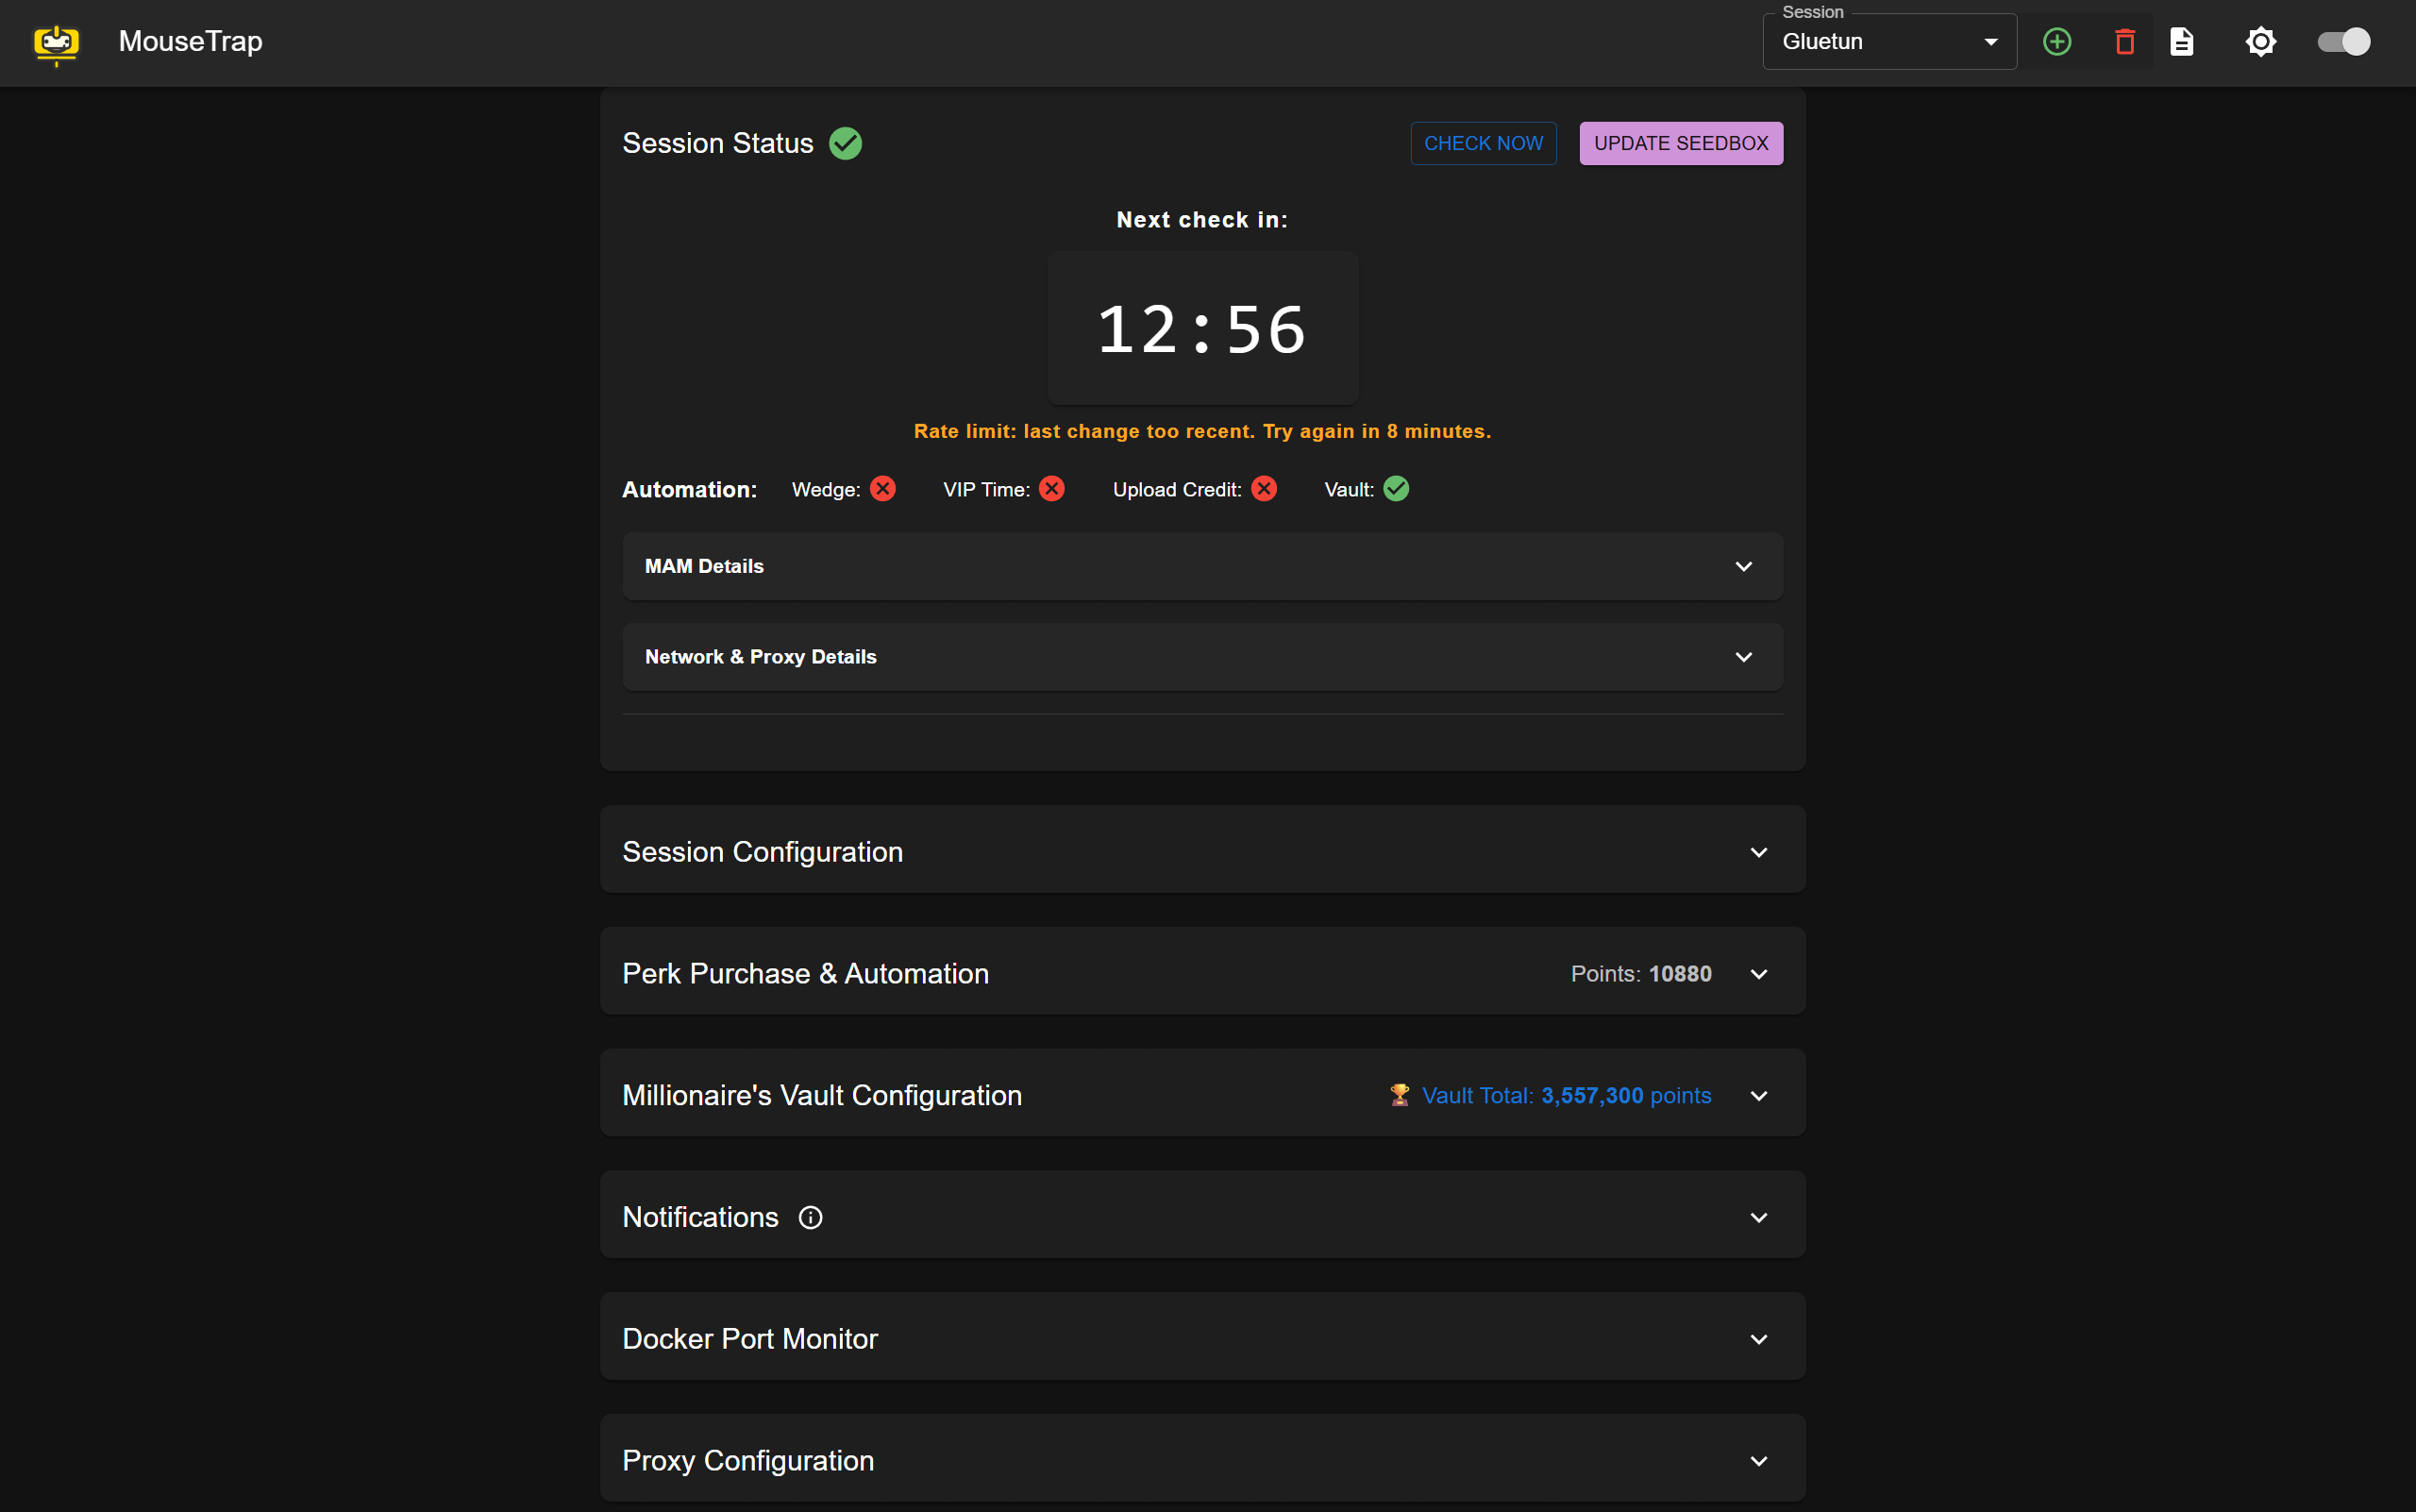 MouseTrap
Session
Gluetun
Session Status
CHECK NOW
UPDATE SEEDBOX
Next check in:
12:56
Rate limit: last change too recent. Try again in 8 minutes.
Automation: Wedge: VIP Time: Upload Credit: Vault:
MAM Details
Network & Proxy Details
Session Configuration
Perk Purchase & Automation
Points: 10880
Millionaire's Vault Configuration
Vault Total: 3,557,300 points
Notifications
Docker Port Monitor
Proxy Configuration